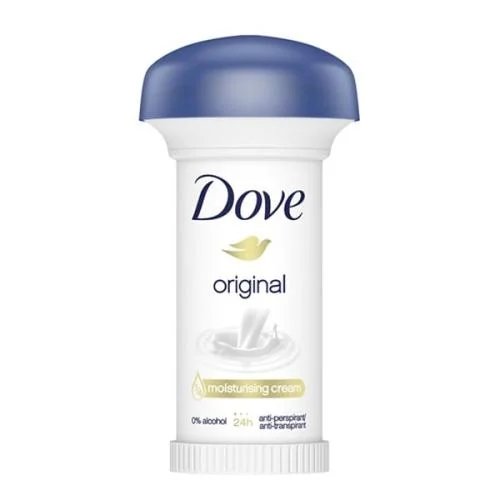 Dove
original
moisturising cream
0% alcohol 24h anti-perspirant/
anti-transpirant